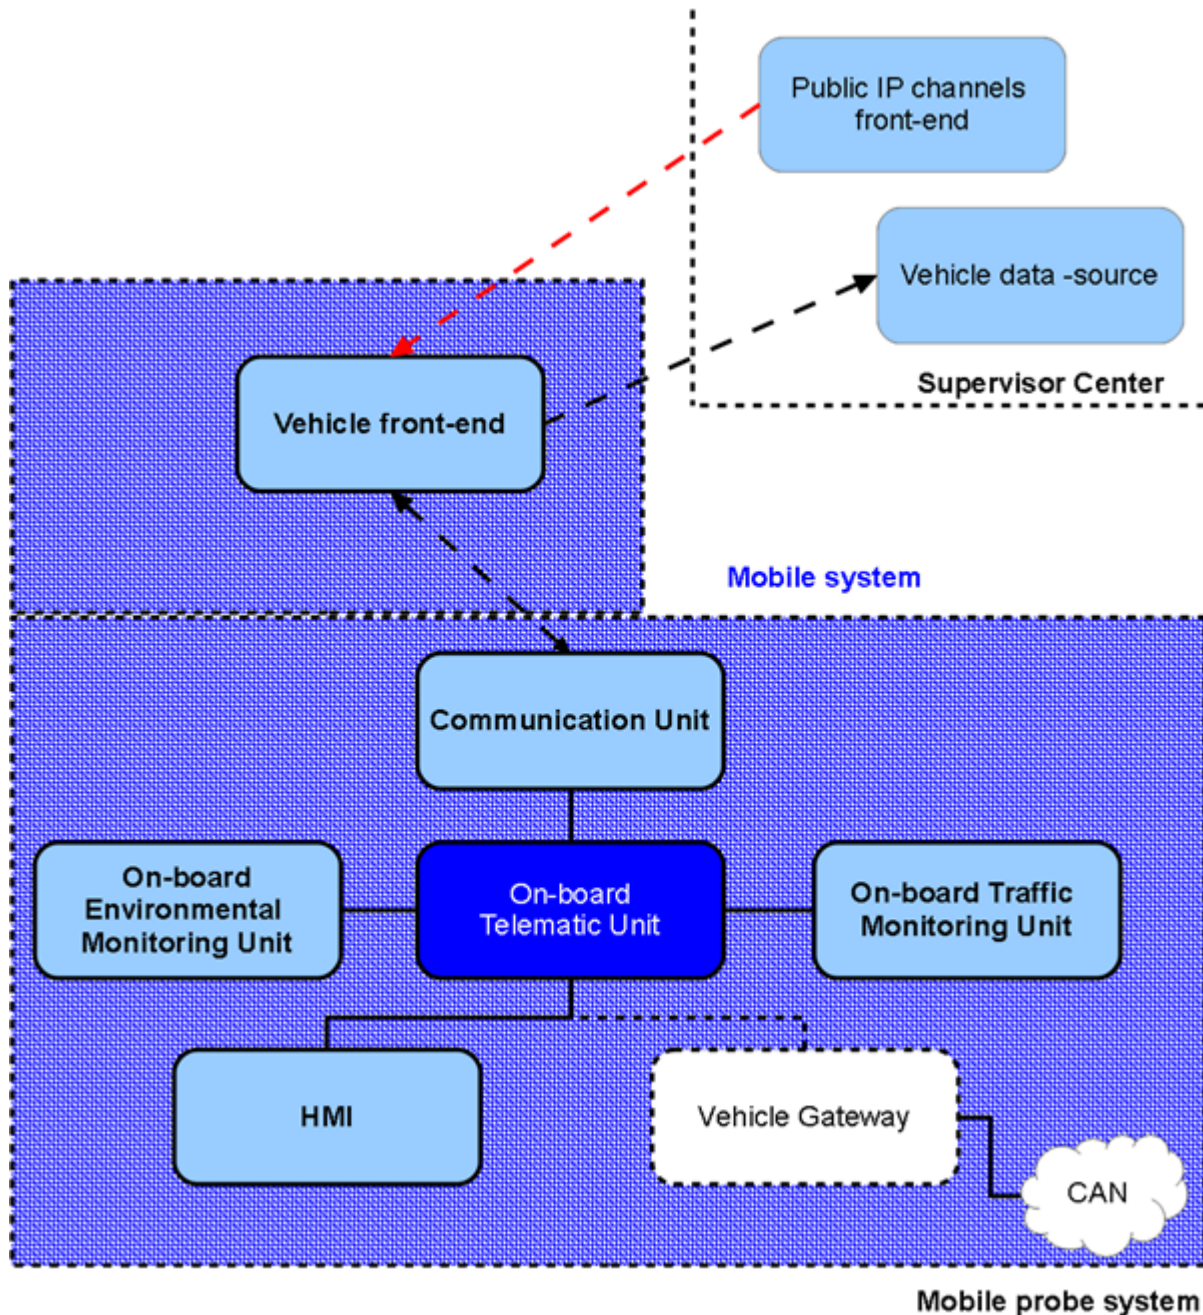 Public IP channels
front-end
Vehicle data -source
Supervisor Center
Vehicle front-end
Mobile system
Communication Unit
On-board
Environmental
Monitoring Unit
On-board
Telematic Unit
On-board Traffic
Monitoring Unit
HMI
Vehicle Gateway
CAN
Mobile probe system